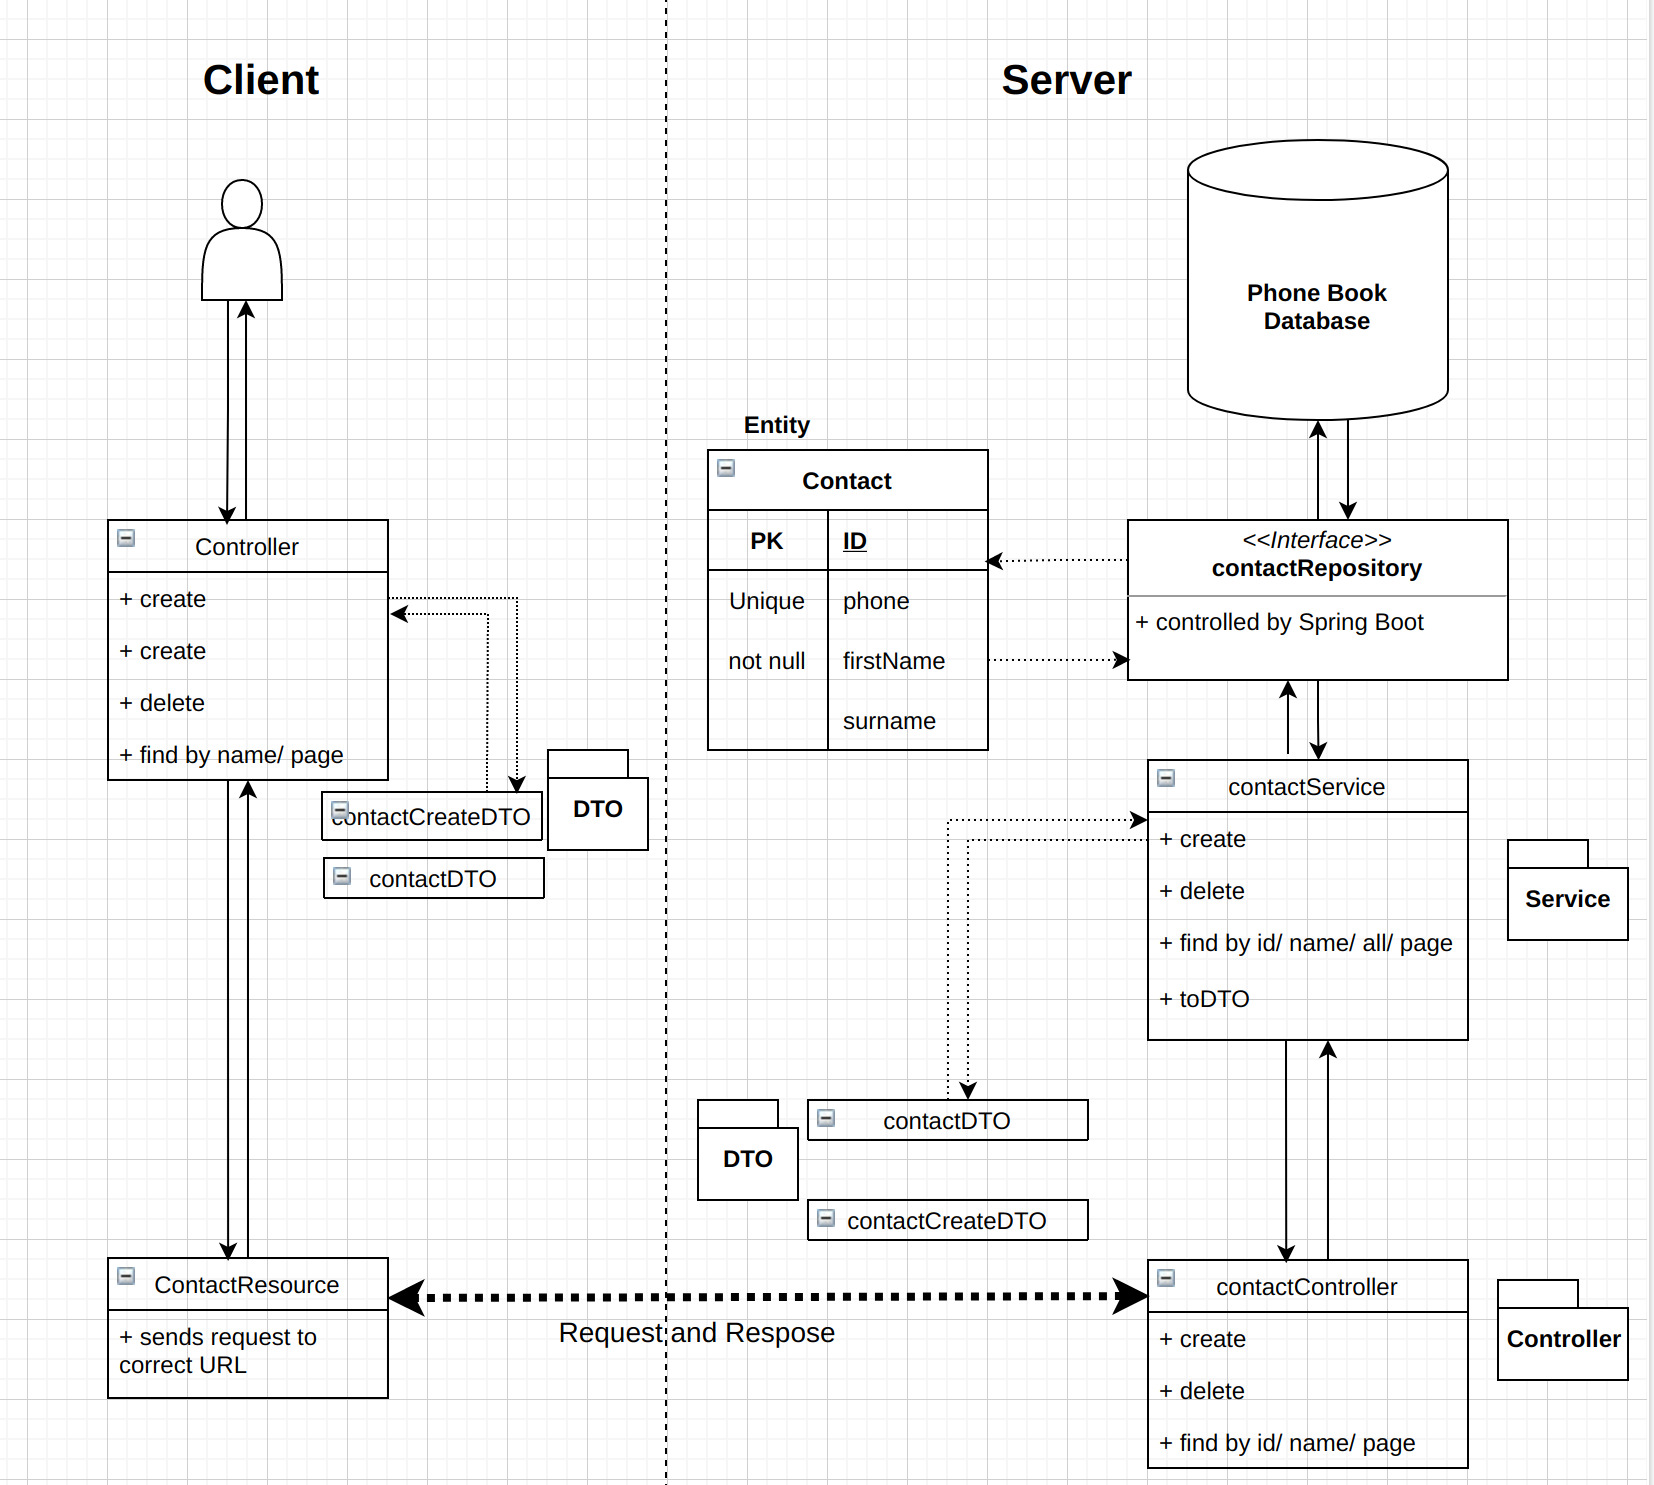 Client
Server
Phone Book
Database
Entity
Contact
PK
ID
Unique
phone
not null
firstName
surname
<<Interface>>
contactRepository
+ controlled by Spring Boot
Controller
+ create
+ create
+ delete
+ find by name/ page
contactCreateDTO
DTO
contactDTO
contactService
+ create
+ delete
+ find by id/ name/ all/ page
+ toDTO
Service
contactDTO
DTO
contactCreateDTO
ContactResource
+ sends request to
correct URL
Request and Respose
contactController
+ create
+ delete
+ find by id/ name/ page
Controller